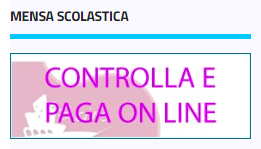 MENSA SCOLASTICA
CONTROLLA E
PAGA ON LINE